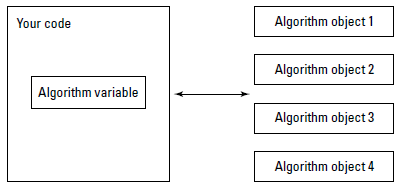 Your code
Algorithm variable
Algorithm object 1
Algorithm object 2
Algorithm object 3
Algorithm object 4